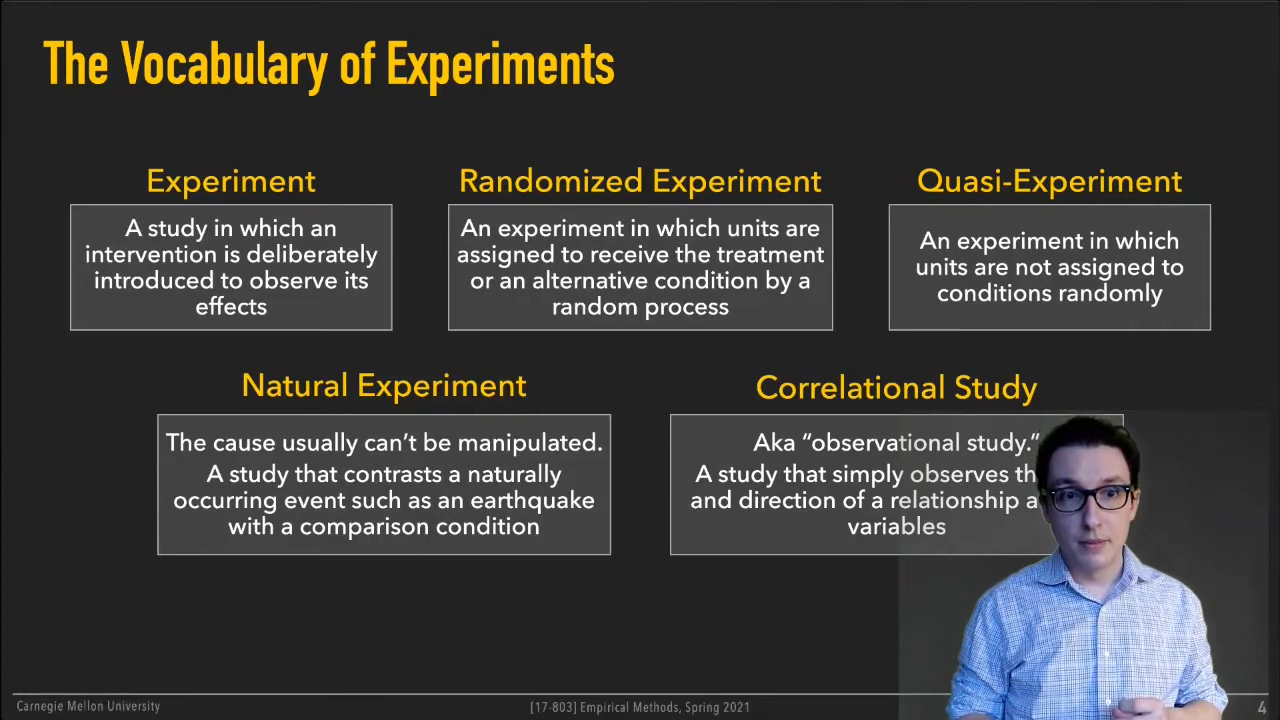 The Vocabulary of Experiments
Experiment
A study in which an
intervention is deliberately
introduced to observe its
effects
Randomized Experiment
An experiment in which units are
assigned to receive the treatment
or an alternative condition by a
random process
Quasi-Experiment
An experiment in which
units are not assigned to
conditions randomly
Natural Experiment
The cause usually can’t be manipulated.
A study that contrasts a naturally
occurring event such as an earthquake
with a comparison condition
Correlational Study
Aka “observational study.”
A study that simply observes
and direction of a relationship
variables
Carnegie Mellon University
[17-803] Empirical Methods, Spring 2021
4